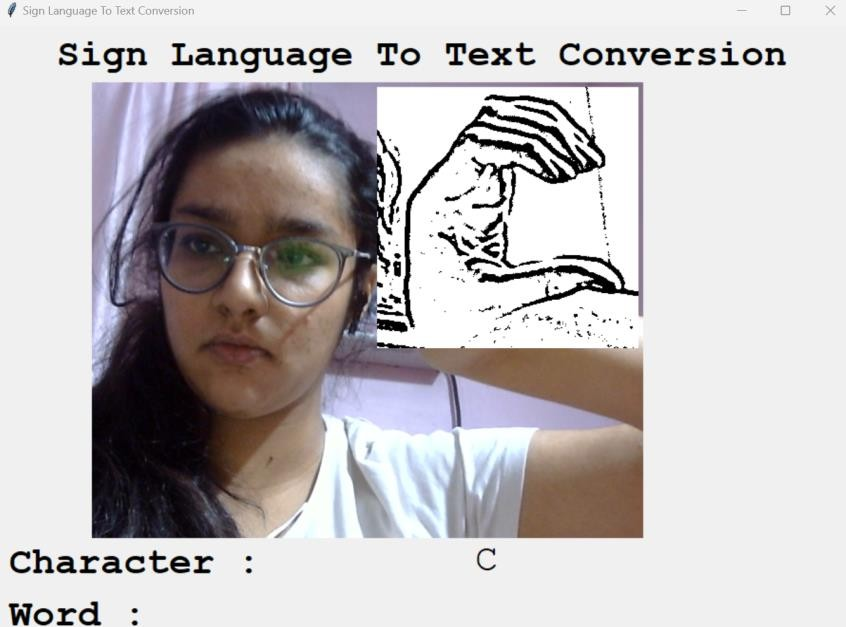 Sign Language To Text Conversion
Sign Language To Text Conversion
Character : C
Word :